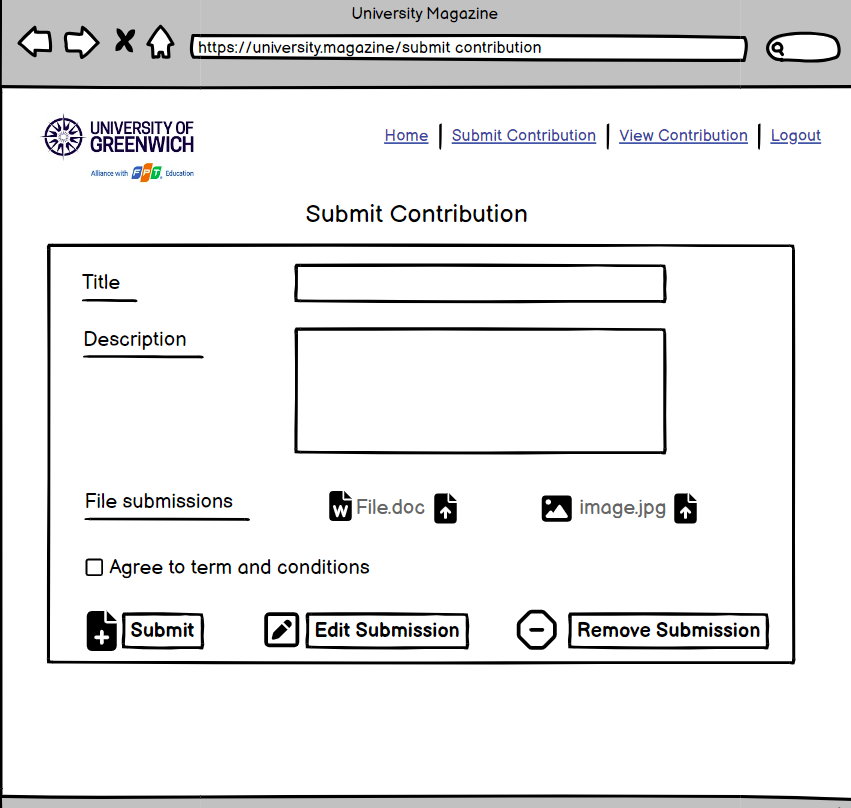 University Magazine
https://university.magazine/submit contribution
UNIVERSITY OF
GREENWICH
Alliance with FPT. Education
Home Submit Contribution View Contribution Logout
Submit Contribution
Title
Description
File submissions W File.doc image.jpg
Agree to term and conditions
Submit Edit Submission Remove Submission